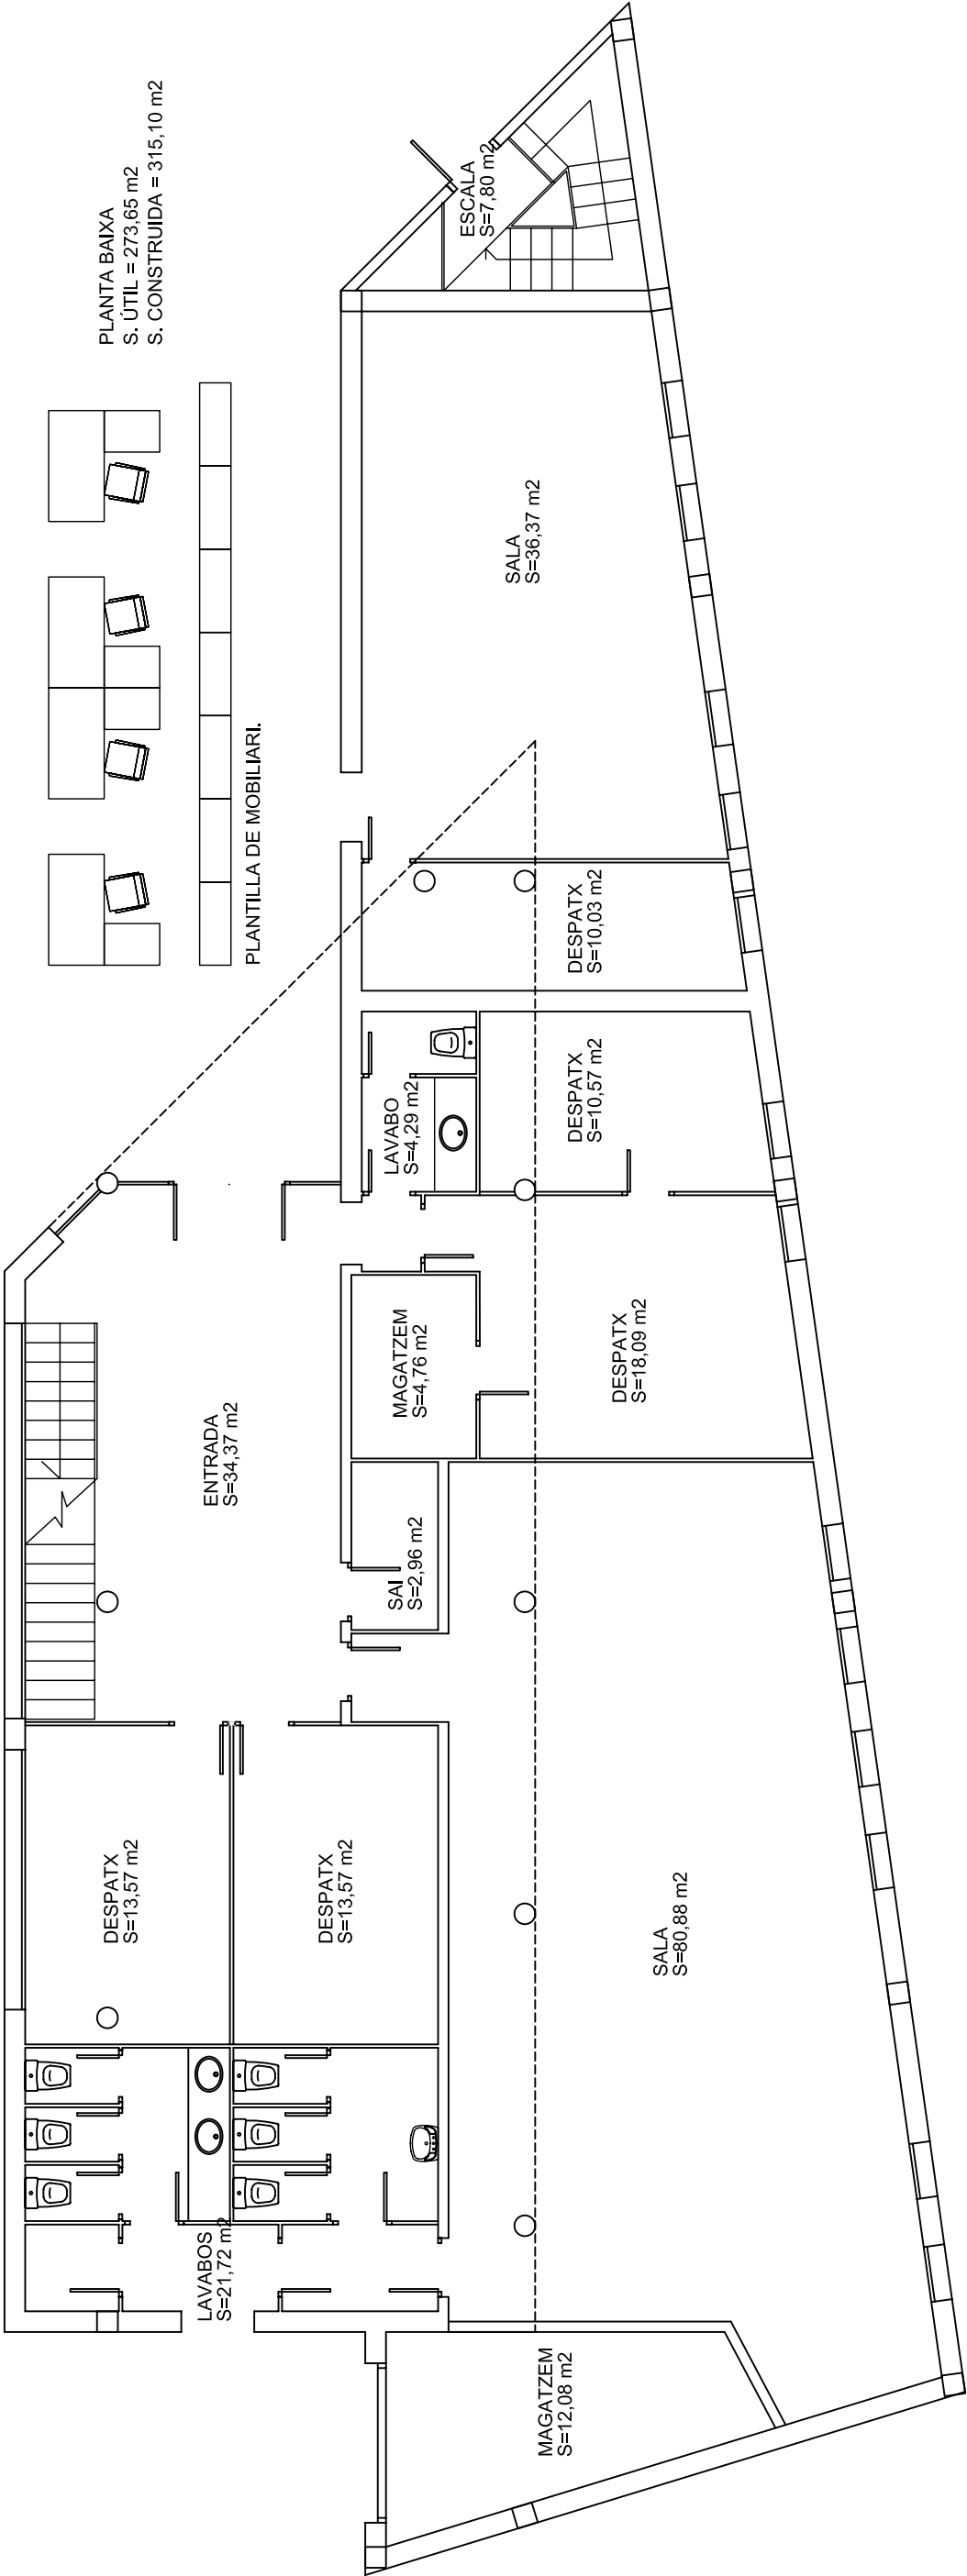 PLANTA BAIXA
S. ÚTIL = 273,65 m2
S. CONSTRUIDA = 315,10 m2
PLANTILLA DE MOBILIARI.
ESCALA
S=7,80 m2
SALA
S=36,37 m2
DESPATX
S=10,03 m2
DESPATX
S=10,57 m2
LAVABO
S=4,29 m2
MAGATZEM
S=4,76 m2
DESPATX
S=18,09 m2
ENTRADA
S=34,37 m2
SAI
S=2,96 m2
DESPATX
S=13,57 m2
DESPATX
S=13,57 m2
SALA
S=80,88 m2
LAVABOS
S=21,72 m2
MAGATZEM
S=12,08 m2